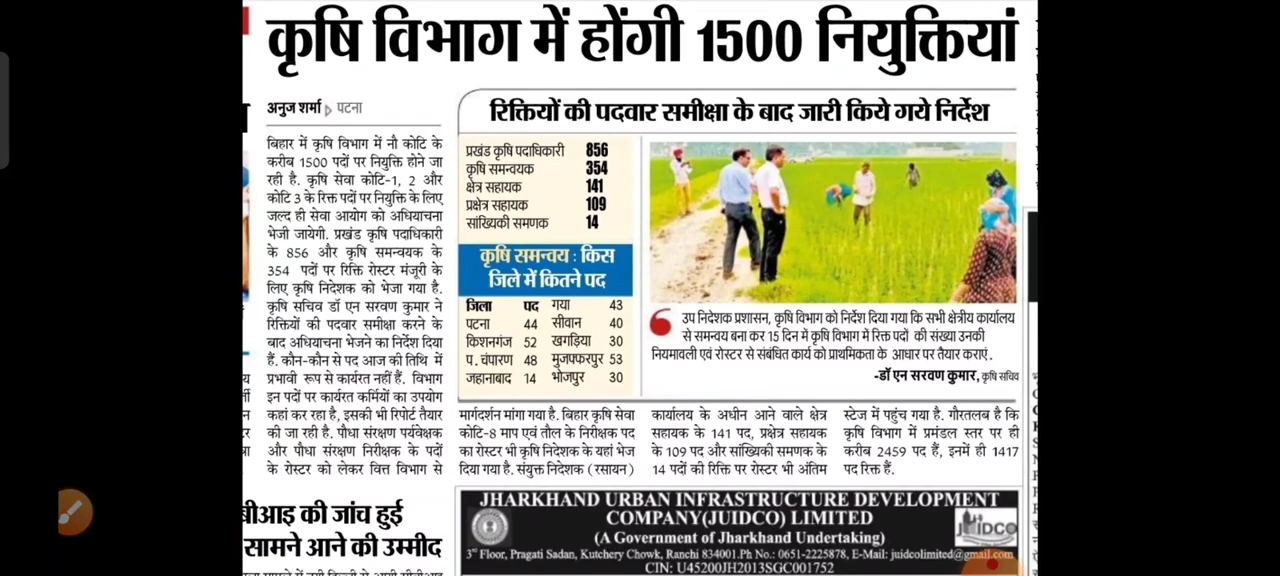 कृषि विभाग में होंगी 1500 नियुक्तियां
अनुज शर्मा ▷ पटना
बिहार में कृषि विभाग में नौ कोटि के
करीब 1500 पदों पर नियुक्ति होने जा
रही है. कृषि सेवा कोटि-1, 2 और
कोटि 3 के रिक्त पदों पर नियुक्ति के लिए
जल्द ही सेवा आयोग को अधियाचना
भेजी जायेगी. प्रखंड कृषि पदाधिकारी
के 856 और कृषि समन्वयक के
354 पदों पर रिक्ति रोस्टर मंजूरी के
लिए कृषि निदेशक को भेजा गया है.
कृषि सचिव डॉ एन सरवण कुमार ने
रिक्तियों की पदवार समीक्षा करने के
बाद अधियाचना भेजने का निर्देश दिया
हैं. कौन-कौन से पद आज की तिथि में
प्रभावी रूप से कार्यरत नहीं हैं. विभाग
इन पदों पर कार्यरत कर्मियों का उपयोग
कहां कर रहा है, इसकी भी रिपोर्ट तैयार
की जा रही है. पौधा संरक्षण पर्यवेक्षक
और पौधा संरक्षण निरीक्षक के पदों
के रोस्टर को लेकर वित्त विभाग से
रिक्तियों की पदवार समीक्षा के बाद जारी किये गये निर्देश
प्रखंड कृषि पदाधिकारी 856
कृषि समन्वयक 354
क्षेत्र सहायक 141
प्रक्षेत्र सहायक 109
सांख्यिकी समणक 14
कृषि समन्वय : किस
जिले में कितने पद
जिला पद गया 43
पटना 44 सीवान 40
किशनगंज 52 खगड़िया 30
प. चंपारण 48 मुजफ्फरपुर 53
जहानाबाद 14 भोजपुर 30
उप निदेशक प्रशासन, कृषि विभाग को निर्देश दिया गया कि सभी क्षेत्रीय कार्यालय
से समन्वय बना कर 15 दिन में कृषि विभाग में रिक्त पदों की संख्या उनकी
नियमावली एवं रोस्टर से संबंधित कार्य को प्राथमिकता के आधार पर तैयार कराएं.
-डॉ एन सरवण कुमार, कृषि सचिव
मार्गदर्शन मांगा गया है. बिहार कृषि सेवा
कोटि-8 माप एवं तौल के निरीक्षक पद
का रोस्टर भी कृषि निदेशक के यहां भेज
दिया गया है. संयुक्त निदेशक (रसायन)
कार्यालय के अधीन आने वाले क्षेत्र
सहायक के 141 पद, प्रक्षेत्र सहायक
के 109 पद और सांख्यिकी समणक के
14 पदों की रिक्ति पर रोस्टर भी अंतिम
स्टेज में पहुंच गया है. गौरतलब है कि
कृषि विभाग में प्रमंडल स्तर पर ही
करीब 2459 पद हैं, इनमें ही 1417
पद रिक्त हैं.
बीआइ की जांच हुई
सामने आने की उम्मीद
JHARKHAND URBAN INFRASTRUCTURE DEVELOPMENT
COMPANY(JUIDCO) LIMITED
(A Government of Jharkhand Undertaking)
3rd Floor, Pragati Sadan, Kutchery Chowk, Ranchi 834001.Ph No.: 0651-2225878, E-Mail: juidcolimited@gmail.com
CIN: U45200JH2013SGC001752
JUIDCO